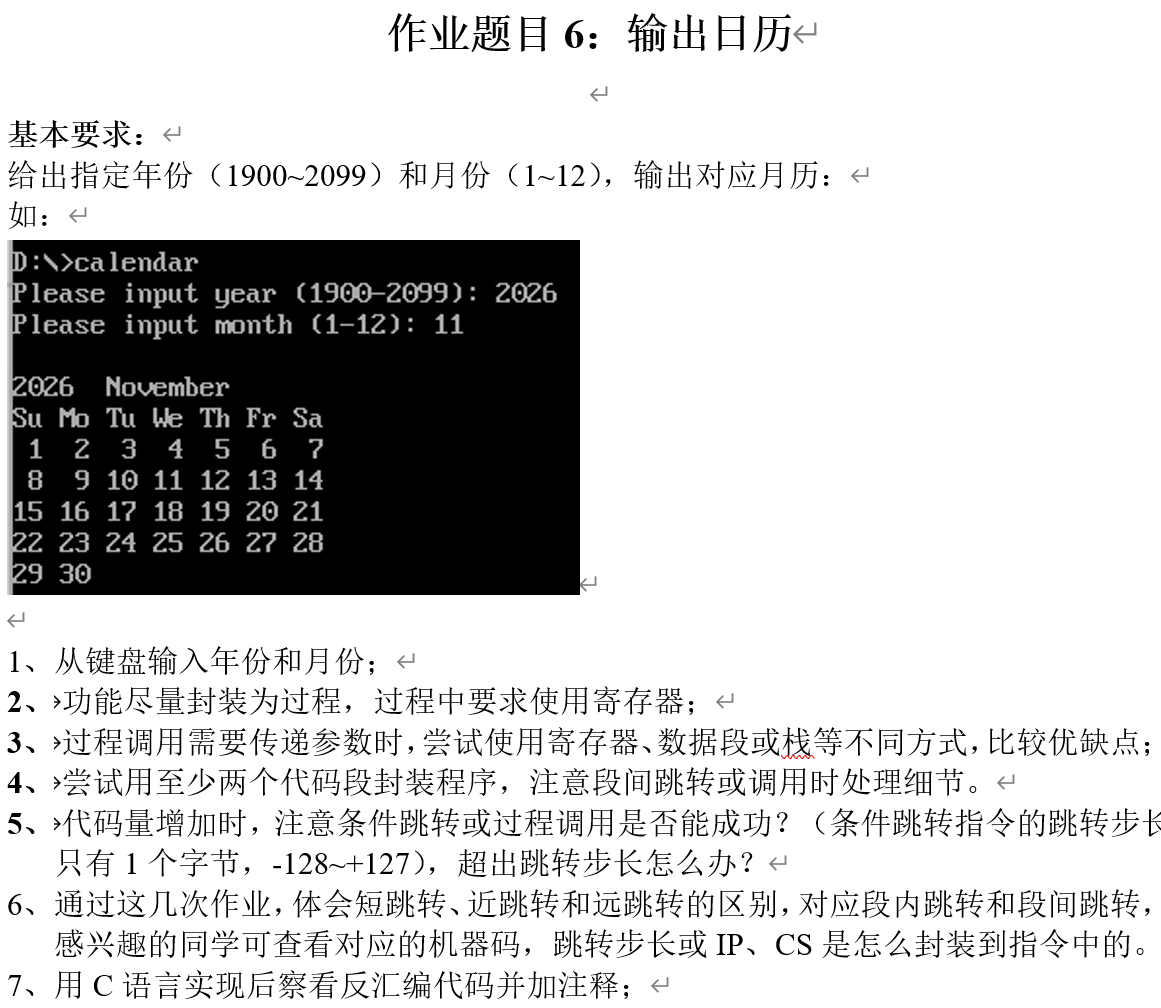 作业题目 6：输出日历
基本要求：
给出指定年份（1900~2099）和月份（1~12），输出对应月历：
如：
D:\>calendar
Please input year (1900-2099): 2026
Please input month (1-12): 11
2026  November
Su Mo Tu We Th Fr Sa
 1  2  3  4  5  6  7
 8  9 10 11 12 13 14
15 16 17 18 19 20 21
22 23 24 25 26 27 28
29 30
1、从键盘输入年份和月份；
2、功能尽量封装为过程，过程中要求使用寄存器；
3、过程调用需要传递参数时，尝试使用寄存器、数据段或栈等不同方式，比较优缺点；
4、尝试用至少两个代码段封装程序，注意段间跳转或调用时处理细节。
5、代码量增加时，注意条件跳转或过程调用是否能成功？（条件跳转指令的跳转步长
只有 1 个字节，-128~+127），超出跳转步长怎么办？
6、通过这几次作业，体会短跳转、近跳转和远跳转的区别，对应段内跳转和段间跳转，
感兴趣的同学可查看对应的机器码，跳转步长或 IP、CS 是怎么封装到指令中的。
7、用 C 语言实现后察看反汇编代码并加注释；